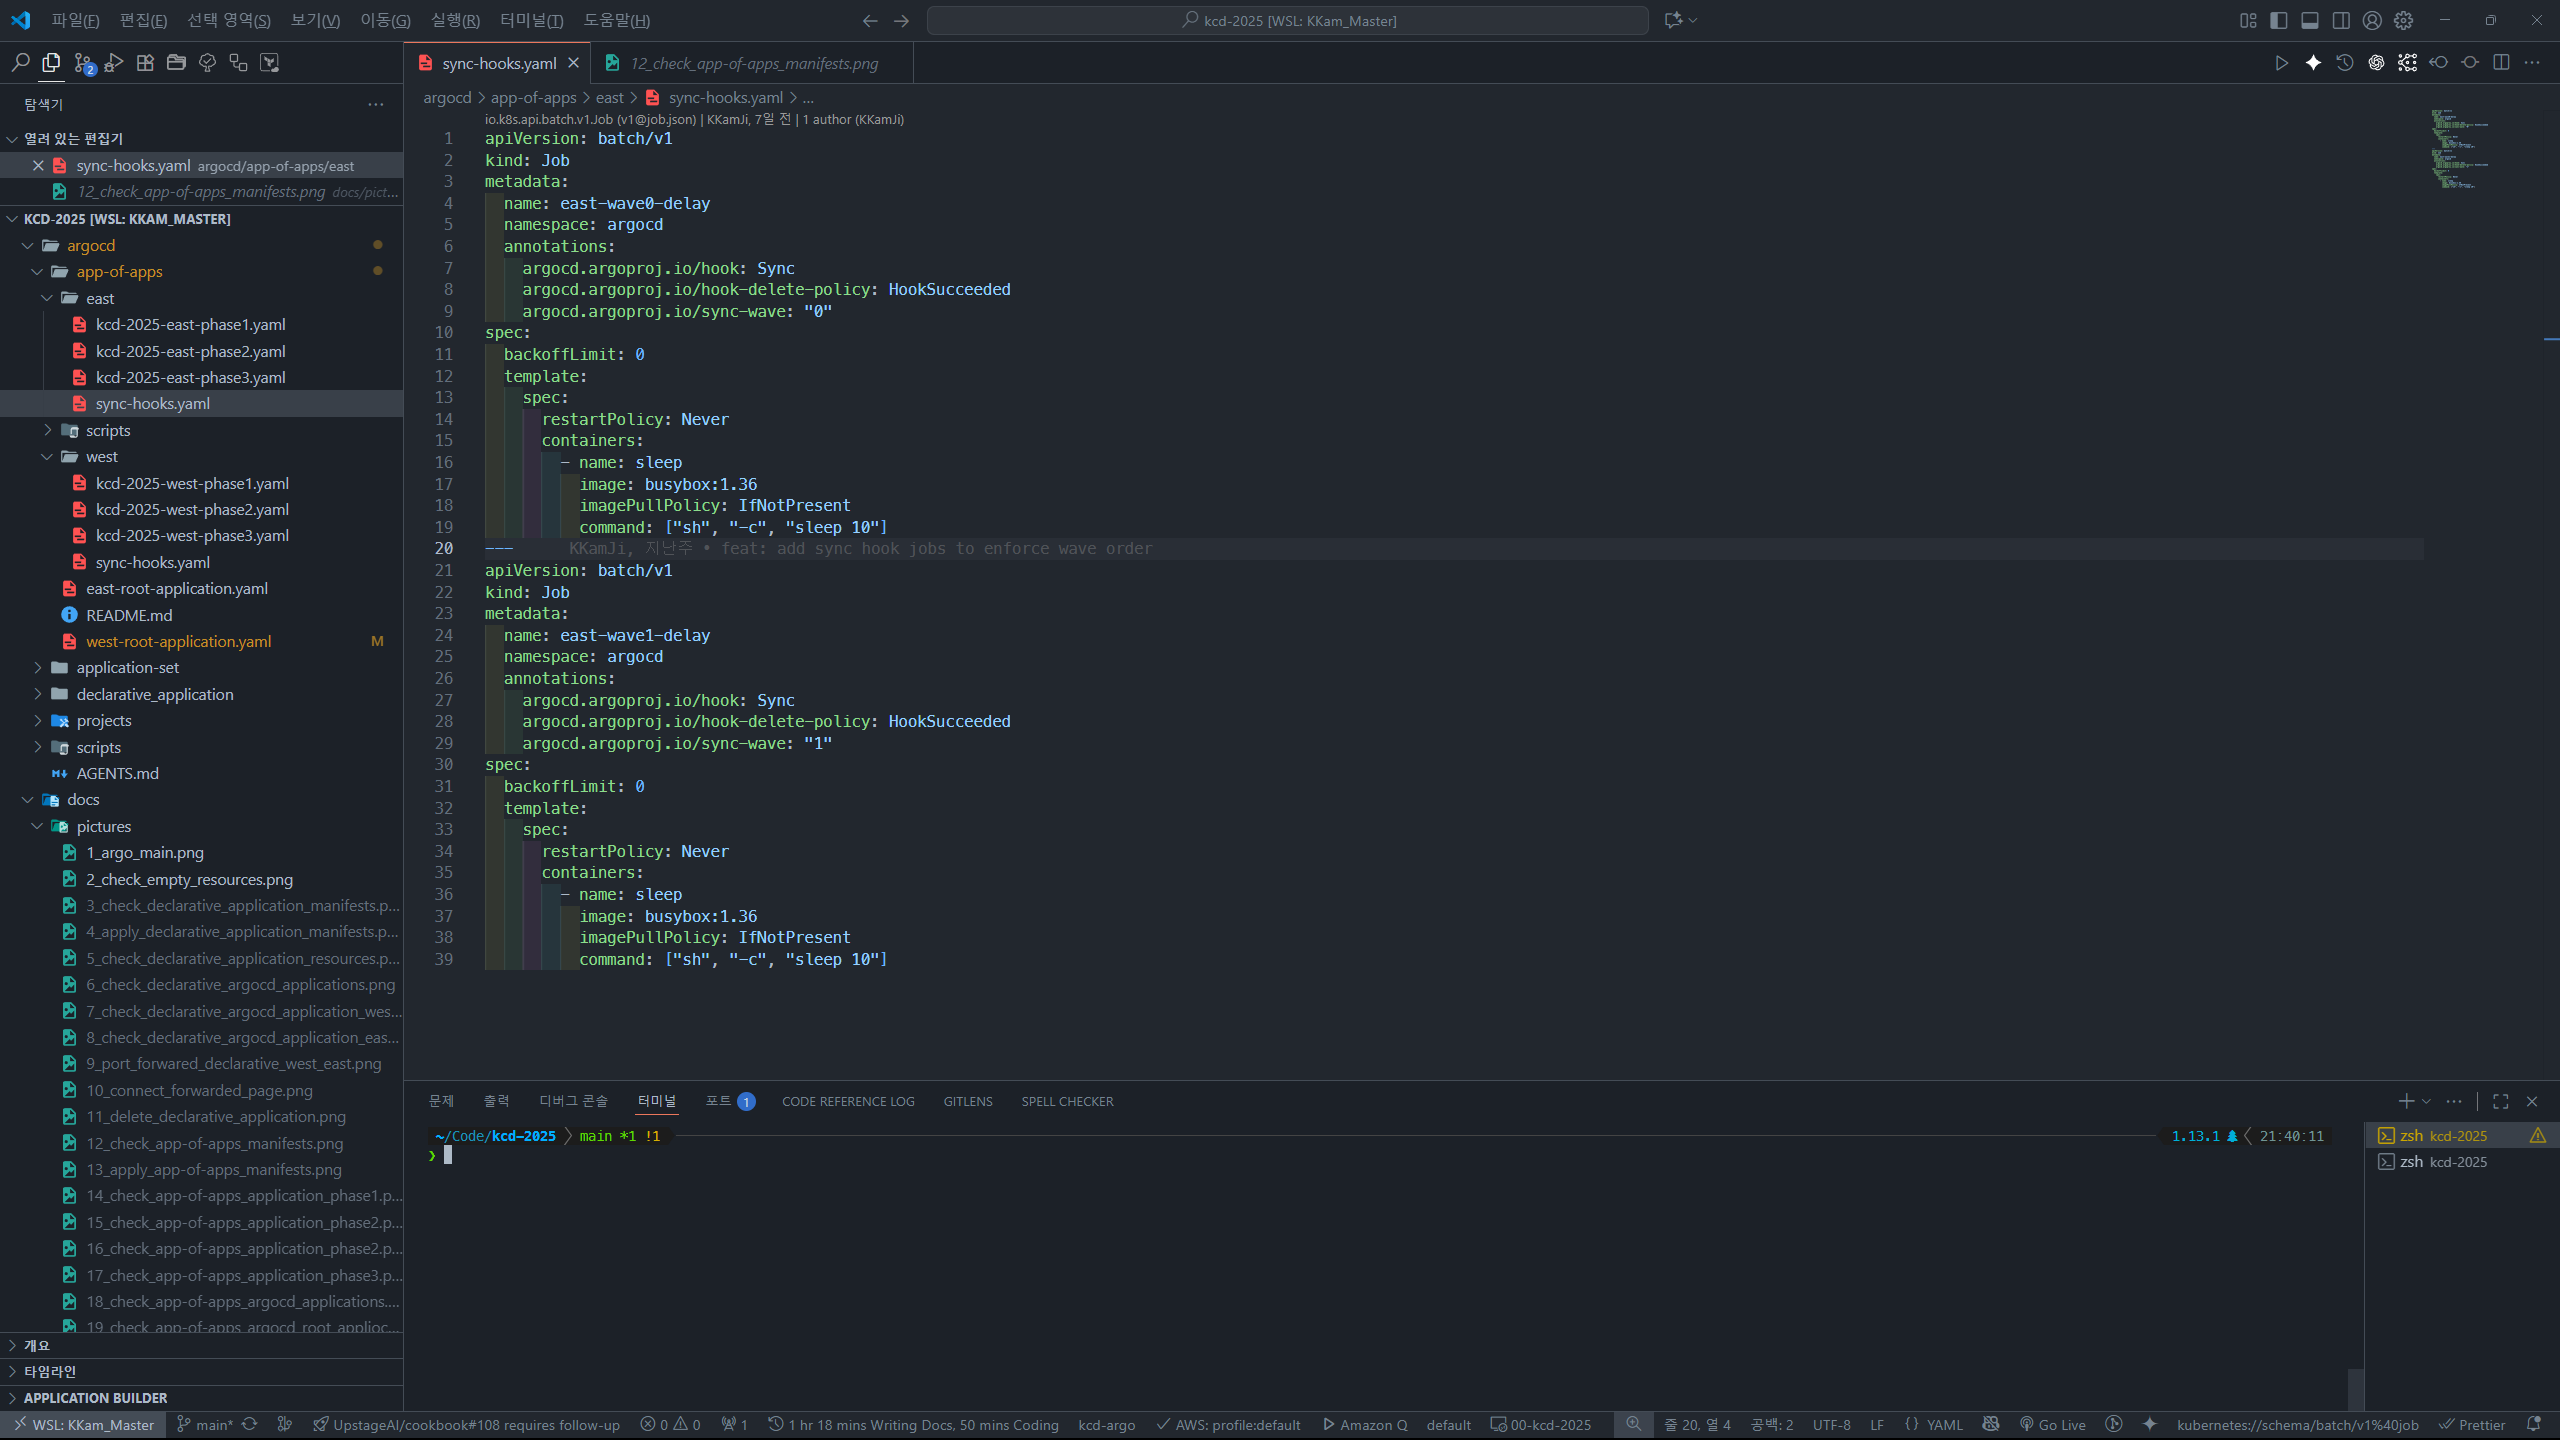 파일(F) 편집(E) 선택 영역(S) 보기(V) 이동(G) 실행(R) 터미널(T) 도움말(H)
kcd-2025 [WSL: KKam_Master]
2
탐색기
열려 있는 편집기
sync-hooks.yaml argocd/app-of-apps/east
12_check_app-of-apps_manifests.png docs/pict...
KCD-2025 [WSL: KKAM_MASTER]
argocd
app-of-apps
east
kcd-2025-east-phase1.yaml
kcd-2025-east-phase2.yaml
kcd-2025-east-phase3.yaml
sync-hooks.yaml
scripts
west
kcd-2025-west-phase1.yaml
kcd-2025-west-phase2.yaml
kcd-2025-west-phase3.yaml
sync-hooks.yaml
east-root-application.yaml
README.md
west-root-application.yaml M
application-set
declarative_application
projects
scripts
AGENTS.md
docs
pictures
1_argo_main.png
2_check_empty_resources.png
3_check_declarative_application_manifests.p...
4_apply_declarative_application_manifests.p...
5_check_declarative_application_resources.p...
6_check_declarative_argocd_applications.png
7_check_declarative_argocd_application_wes...
8_check_declarative_argocd_application_eas...
9_port_forwared_declarative_west_east.png
10_connect_forwarded_page.png
11_delete_declarative_application.png
12_check_app-of-apps_manifests.png
13_apply_app-of-apps_manifests.png
14_check_app-of-apps_application_phase1.p...
15_check_app-of-apps_application_phase2.p...
16_check_app-of-apps_application_phase2.p...
17_check_app-of-apps_application_phase3.p...
18_check_app-of-apps_argocd_applications....
19_check_app-of-apps_argocd_root_applioc...
개요
타임라인
APPLICATION BUILDER
sync-hooks.yaml
12_check_app-of-apps_manifests.png
argocd > app-of-apps > east > sync-hooks.yaml > ...
io.k8s.api.batch.v1.Job (v1@job.json) | KKamJi, 7일 전 | 1 author (KKamJi)
1 apiVersion: batch/v1
2 kind: Job
3 metadata:
4 name: east-wave0-delay
5 namespace: argocd
6 annotations:
7 argocd.argoproj.io/hook: Sync
8 argocd.argoproj.io/hook-delete-policy: HookSucceeded
9 argocd.argoproj.io/sync-wave: "0"
10 spec:
11 backoffLimit: 0
12 template:
13 spec:
14 restartPolicy: Never
15 containers:
16 - name: sleep
17 image: busybox:1.36
18 imagePullPolicy: IfNotPresent
19 command: ["sh", "-c", "sleep 10"]
20 --- KKamJi, 지난주 • feat: add sync hook jobs to enforce wave order
21 apiVersion: batch/v1
22 kind: Job
23 metadata:
24 name: east-wave1-delay
25 namespace: argocd
26 annotations:
27 argocd.argoproj.io/hook: Sync
28 argocd.argoproj.io/hook-delete-policy: HookSucceeded
29 argocd.argoproj.io/sync-wave: "1"
30 spec:
31 backoffLimit: 0
32 template:
33 spec:
34 restartPolicy: Never
35 containers:
36 - name: sleep
37 image: busybox:1.36
38 imagePullPolicy: IfNotPresent
39 command: ["sh", "-c", "sleep 10"]
문제 출력 디버그 콘솔 터미널 포트 1 CODE REFERENCE LOG GITLENS SPELL CHECKER
~/Code/kcd-2025 main *1 !1 1.13.1 21:40:11
❯
zsh kcd-2025
zsh kcd-2025
WSL: KKam_Master main* UpstageAI/cookbook#108 requires follow-up 0 0 1 1 hr 18 mins Writing Docs, 50 mins Coding kcd-argo AWS: profile:default Amazon Q default 00-kcd-2025 줄 20, 열 4 공백: 2 UTF-8 LF {} YAML Go Live kubernetes://schema/batch/v1%40job Prettier